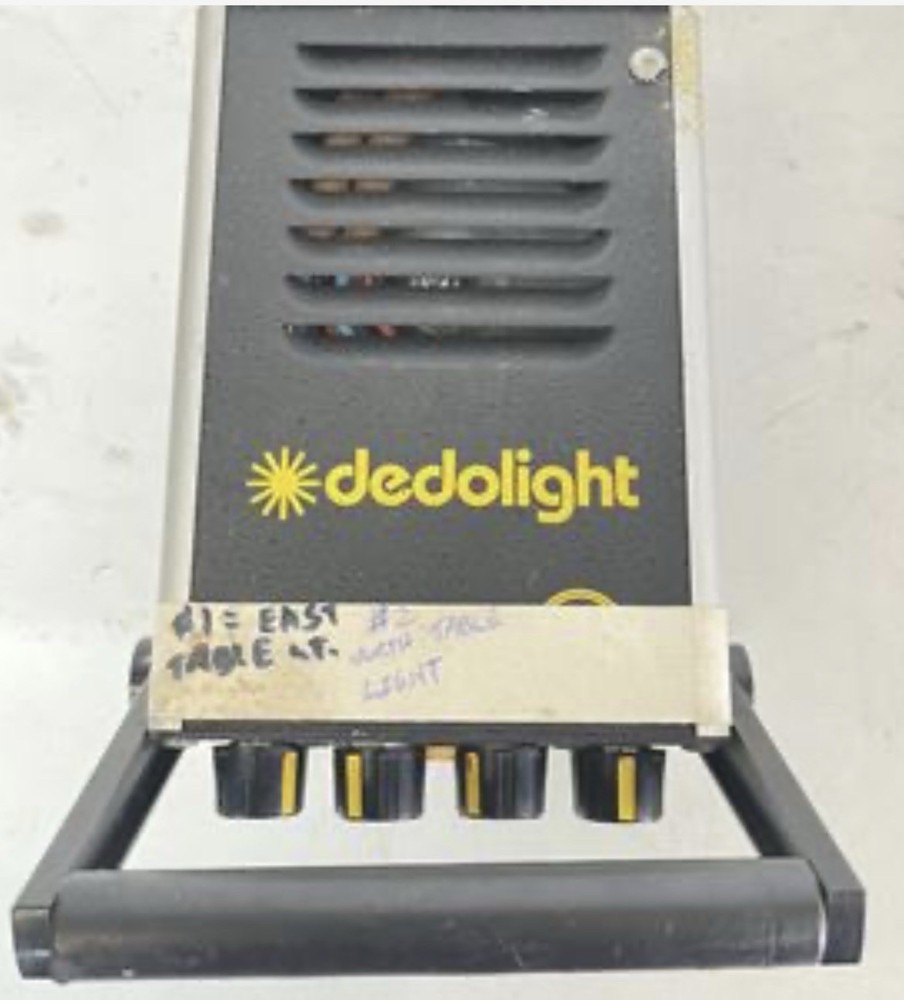 dedolight
#1 = EAST
TABLE LT.
#2
NORTH TABLE
LIGHT